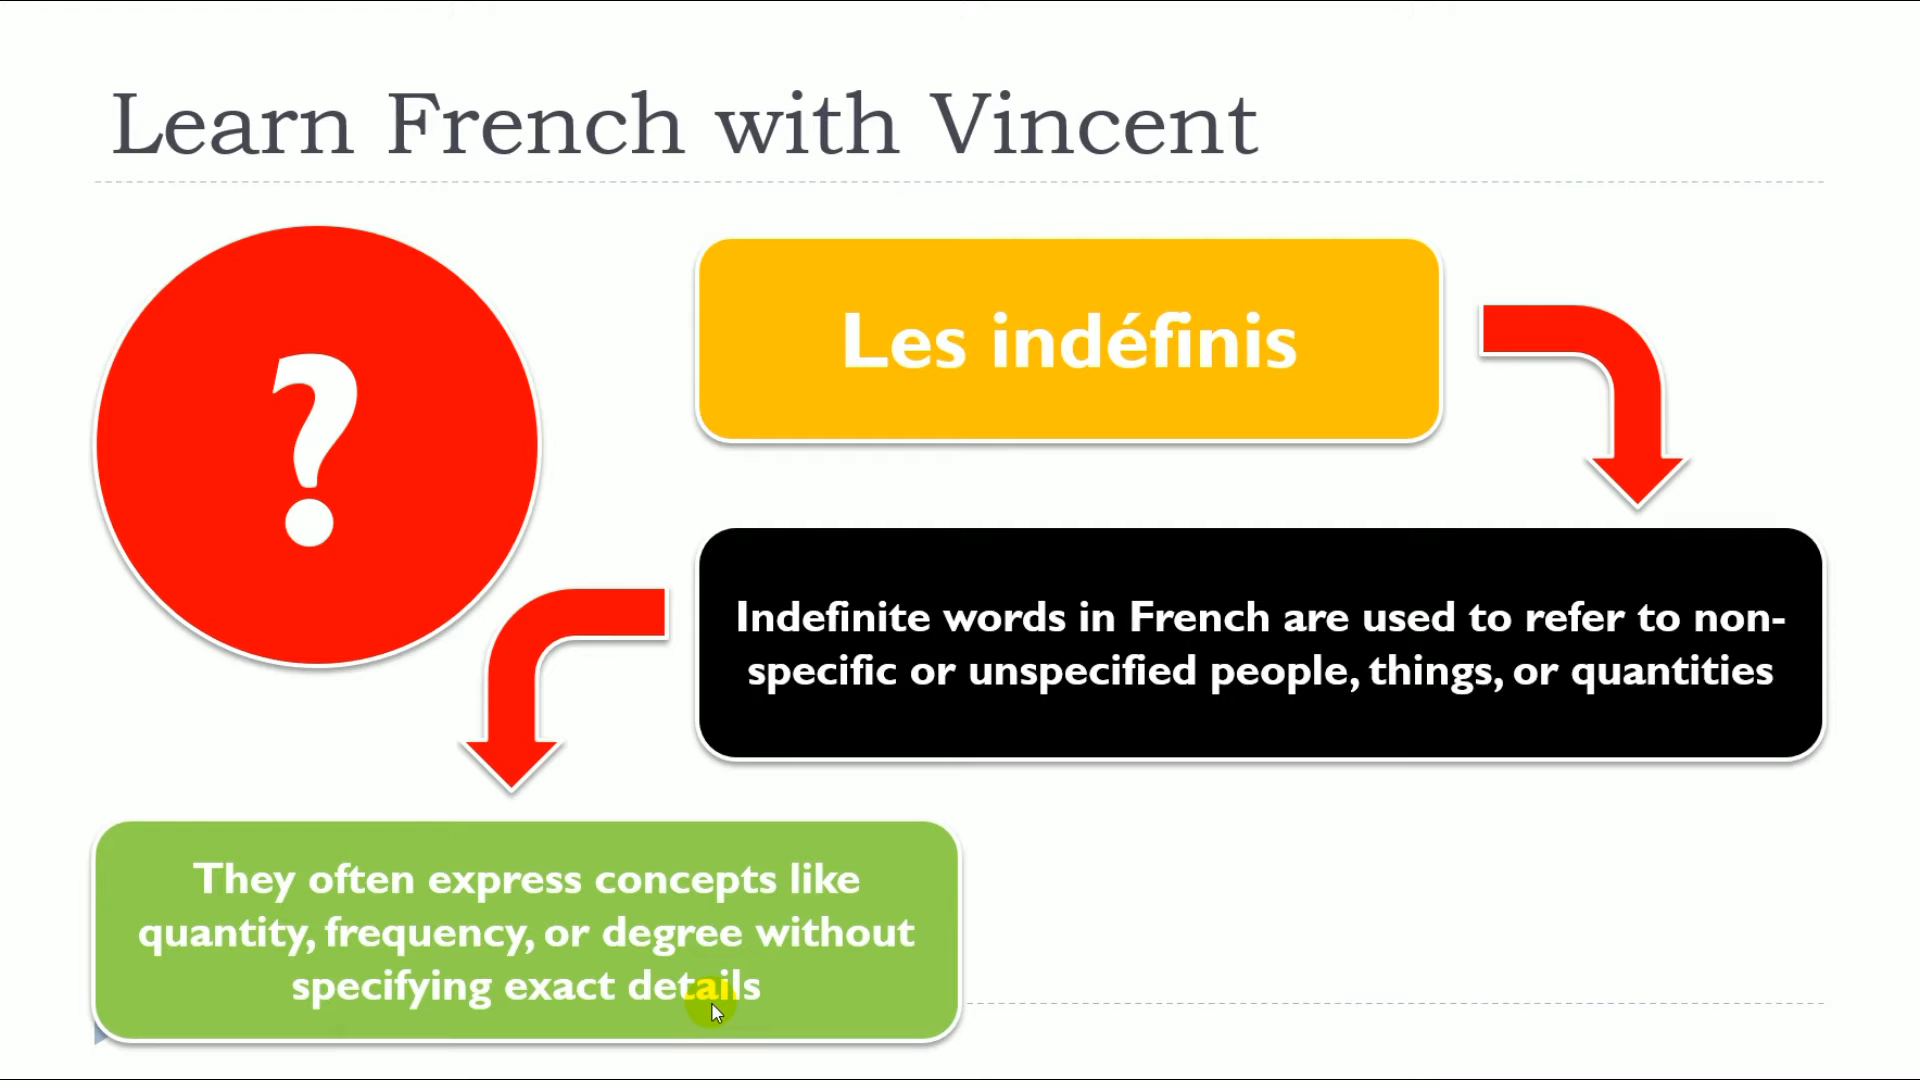 Learn French with Vincent
?
Les indéfinis
Indefinite words in French are used to refer to non-
specific or unspecified people, things, or quantities
They often express concepts like
quantity, frequency, or degree without
specifying exact details